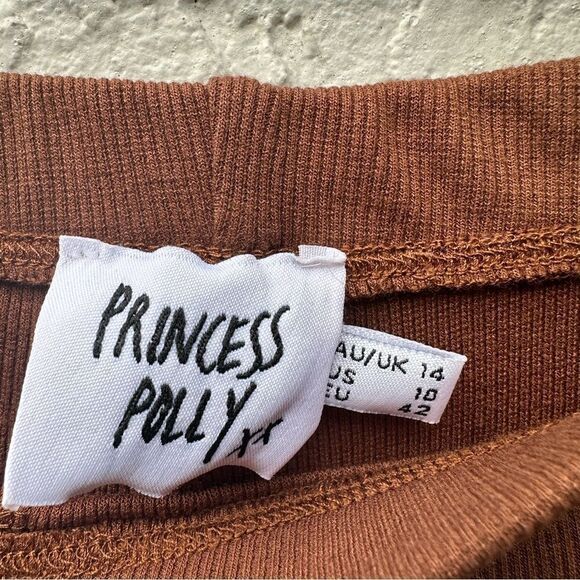 PRINCESS
POLLY xx
AU/UK 14
US 10
EU 42